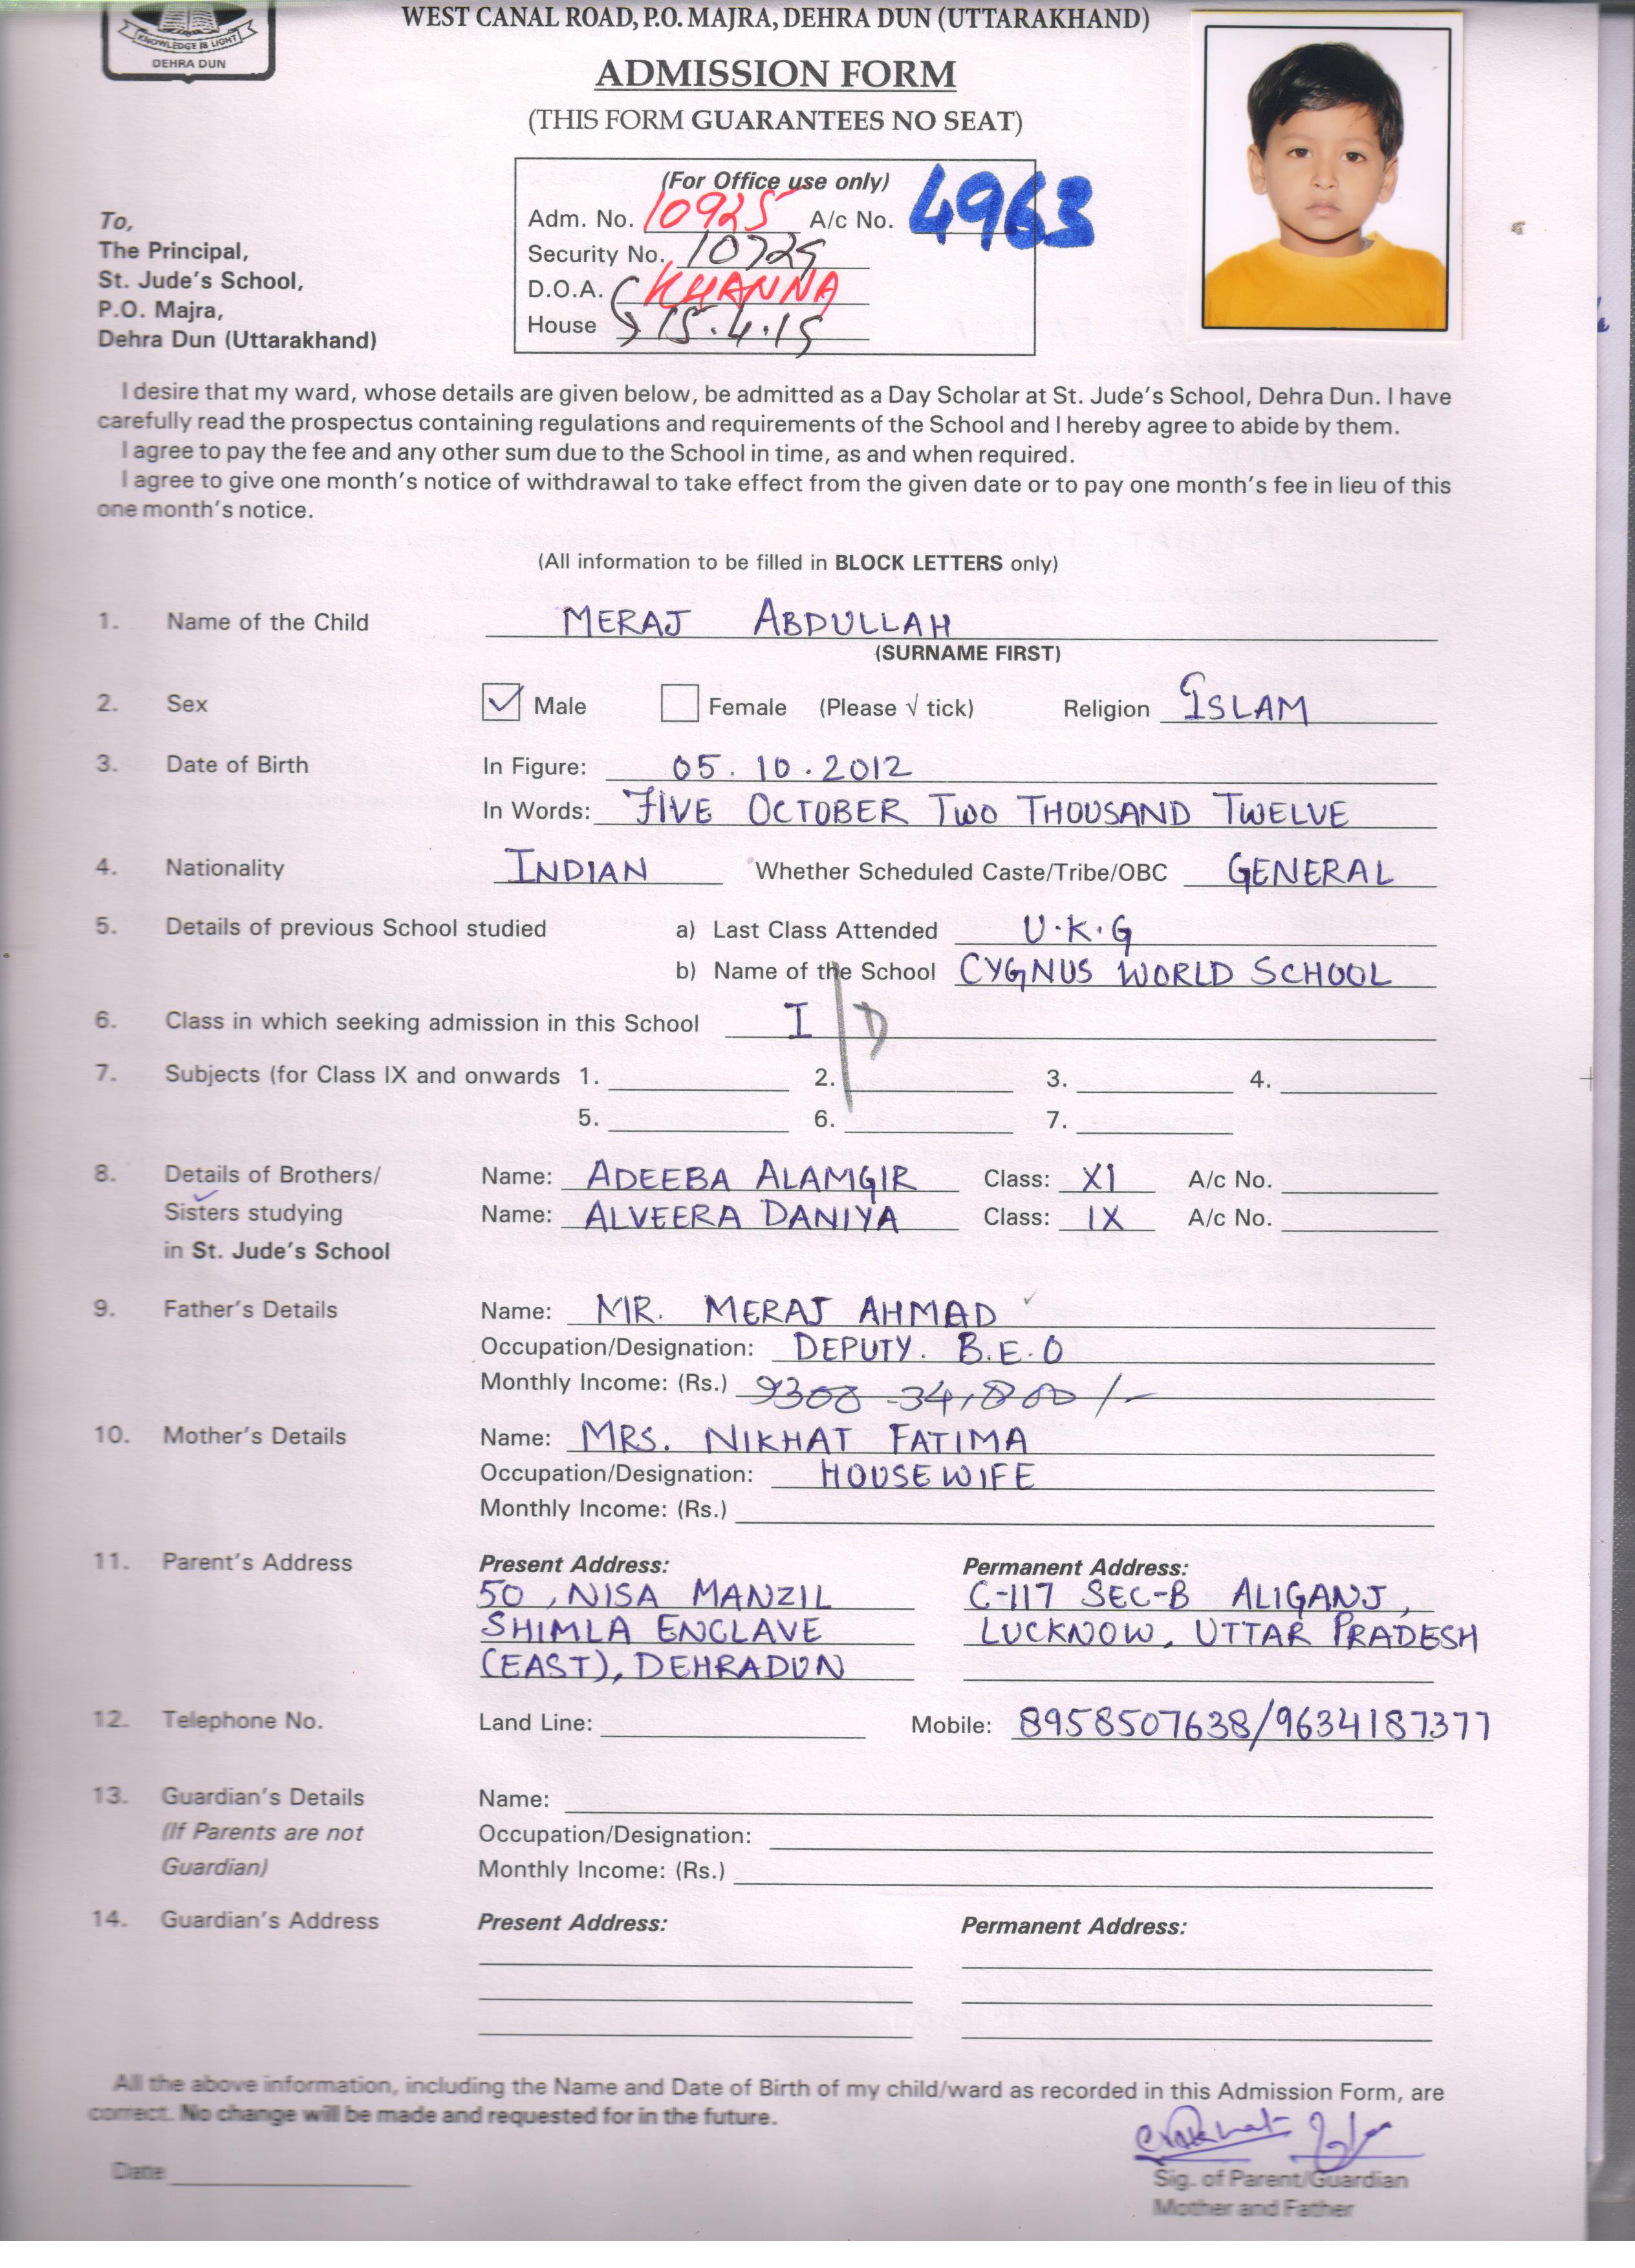 KNOWLEDGE IS LIGHT
DEHRA DUN
WEST CANAL ROAD, P.O. MAJRA, DEHRA DUN (UTTARAKHAND)
ADMISSION FORM
(THIS FORM GUARANTEES NO SEAT)
(For Office use only)
Adm. No. 10925 A/c No. 4963
Security No. 10725
D.O.A. KHANNA
House 15.4.15
To,
The Principal,
St. Jude's School,
P.O. Majra,
Dehra Dun (Uttarakhand)
I desire that my ward, whose details are given below, be admitted as a Day Scholar at St. Jude's School, Dehra Dun. I have
carefully read the prospectus containing regulations and requirements of the School and I hereby agree to abide by them.
I agree to pay the fee and any other sum due to the School in time, as and when required.
I agree to give one month's notice of withdrawal to take effect from the given date or to pay one month's fee in lieu of this
one month's notice.
(All information to be filled in BLOCK LETTERS only)
1. Name of the Child MERAJ ABDULLAH
(SURNAME FIRST)
2. Sex Male Female (Please √ tick) Religion ISLAM
3. Date of Birth In Figure: 05.10.2012
In Words: FIVE OCTOBER TWO THOUSAND TWELVE
4. Nationality INDIAN Whether Scheduled Caste/Tribe/OBC GENERAL
5. Details of previous School studied a) Last Class Attended U.K.G
b) Name of the School CYGNUS WORLD SCHOOL
6. Class in which seeking admission in this School I / D
7. Subjects (for Class IX and onwards 1. 2. 3. 4.
5. 6. 7.
8. Details of Brothers/ Name: ADEEBA ALAMGIR Class: XI A/c No.
Sisters studying Name: ALVEERA DANIYA Class: IX A/c No.
in St. Jude's School
9. Father's Details Name: MR. MERAJ AHMAD
Occupation/Designation: DEPUTY. B.E.O
Monthly Income: (Rs.) 9300-34,800/-
10. Mother's Details Name: MRS. NIKHAT FATIMA
Occupation/Designation: HOUSEWIFE
Monthly Income: (Rs.)
11. Parent's Address Present Address: Permanent Address:
50, NISA MANZIL C-117 SEC-B ALIGANJ,
SHIMLA ENCLAVE LUCKNOW, UTTAR PRADESH
(EAST), DEHRADUN
12. Telephone No. Land Line: Mobile: 8958507638/9634187377
13. Guardian's Details Name:
(If Parents are not Occupation/Designation:
Guardian) Monthly Income: (Rs.)
14. Guardian's Address Present Address: Permanent Address:
All the above information, including the Name and Date of Birth of my child/ward as recorded in this Admission Form, are
correct. No change will be made and requested for in the future.
Date
Sig. of Parent/Guardian
Mother and Father